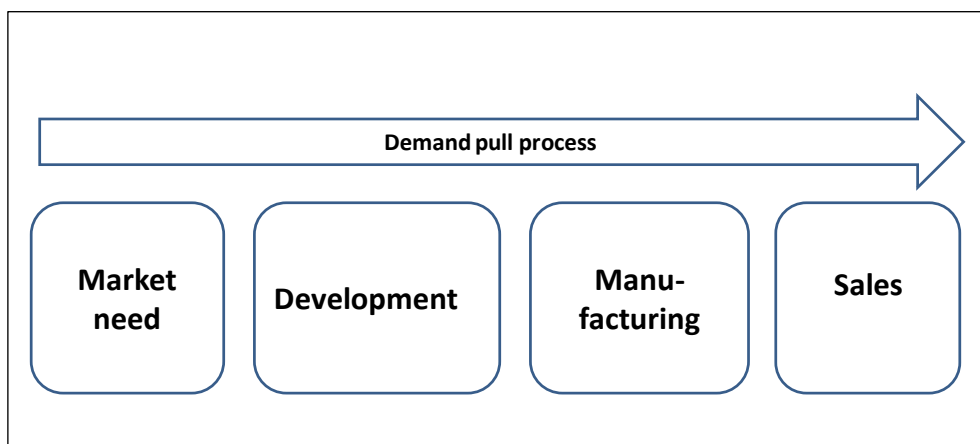 Demand pull process
Market
need
Development
Manu-
facturing
Sales